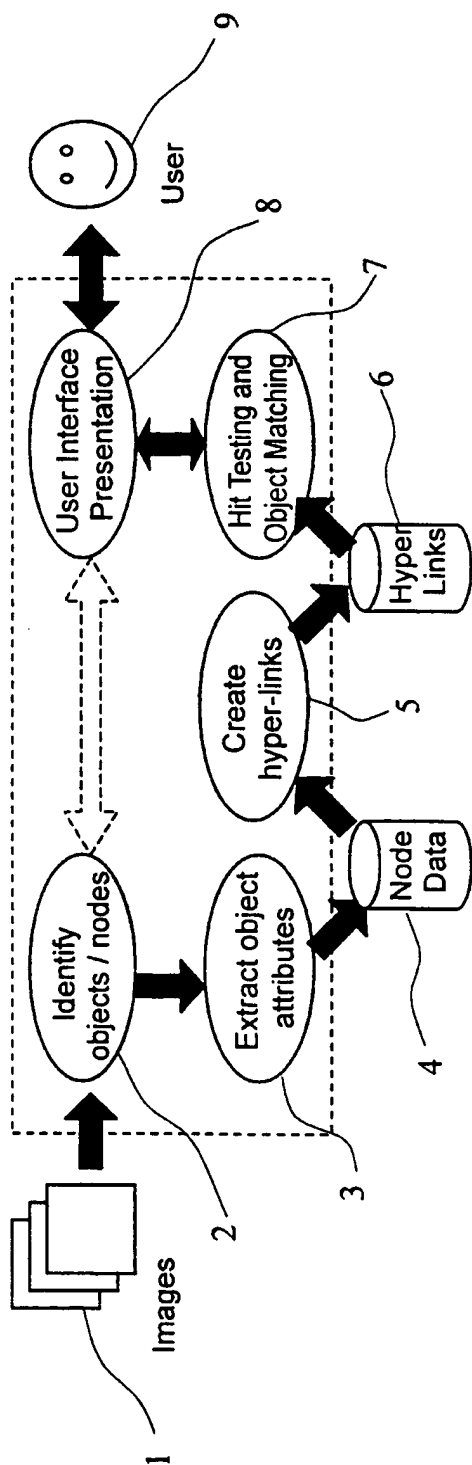 1
Images
2
Identify
objects / nodes
3
Extract object
attributes
4
Node
Data
5
Create
hyper-links
6
Hyper
Links
7
Hit Testing and
Object Matching
8
User Interface
Presentation
9
User